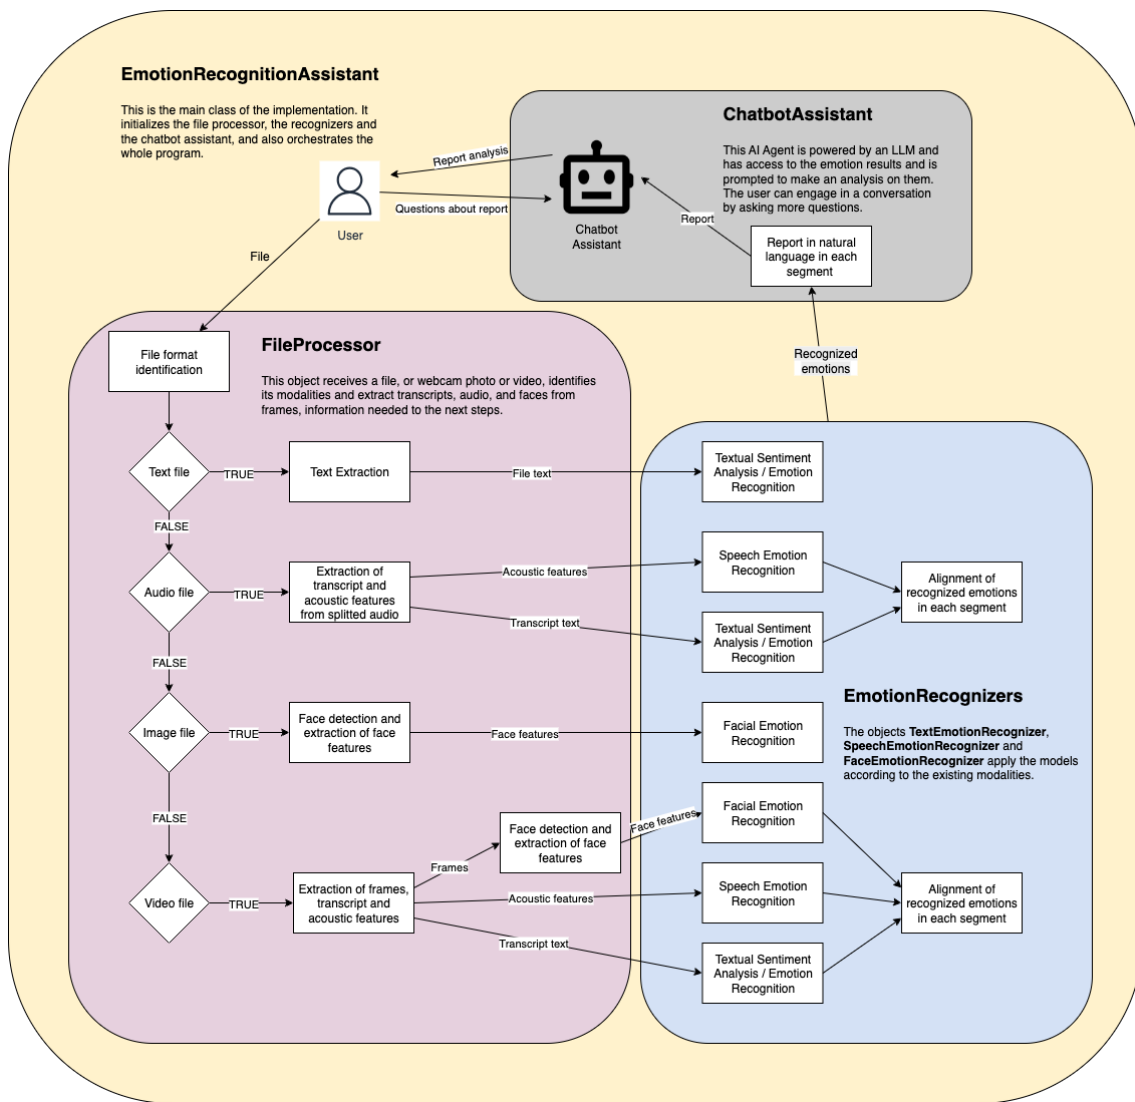 EmotionRecognitionAssistant
This is the main class of the implementation. It
initializes the file processor, the recognizers and
the chatbot assistant, and also orchestrates the
whole program.
ChatbotAssistant
This AI Agent is powered by an LLM and
has access to the emotion results and is
prompted to make an analysis on them.
The user can engage in a conversation
by asking more questions.
Report analysis
Questions about report
User
Chatbot
Assistant
Report
Report in natural
language in each
segment
File
Recognized
emotions
FileProcessor
This object receives a file, or webcam photo or video, identifies
its modalities and extract transcripts, audio, and faces from
frames, information needed to the next steps.
File format
identification
Text file
TRUE
Text Extraction
File text
Textual Sentiment
Analysis / Emotion
Recognition
FALSE
Audio file
TRUE
Extraction of
transcript and
acoustic features
from splitted audio
Acoustic features
Transcript text
Speech Emotion
Recognition
Textual Sentiment
Analysis / Emotion
Recognition
Alignment of
recognized emotions
in each segment
FALSE
Image file
TRUE
Face detection and
extraction of face
features
Face features
Facial Emotion
Recognition
EmotionRecognizers
The objects TextEmotionRecognizer,
SpeechEmotionRecognizer and
FaceEmotionRecognizer apply the models
according to the existing modalities.
FALSE
Video file
TRUE
Extraction of frames,
transcript and
acoustic features
Frames
Face detection and
extraction of face
features
Face features
Acoustic features
Transcript text
Facial Emotion
Recognition
Speech Emotion
Recognition
Textual Sentiment
Analysis / Emotion
Recognition
Alignment of
recognized emotions
in each segment